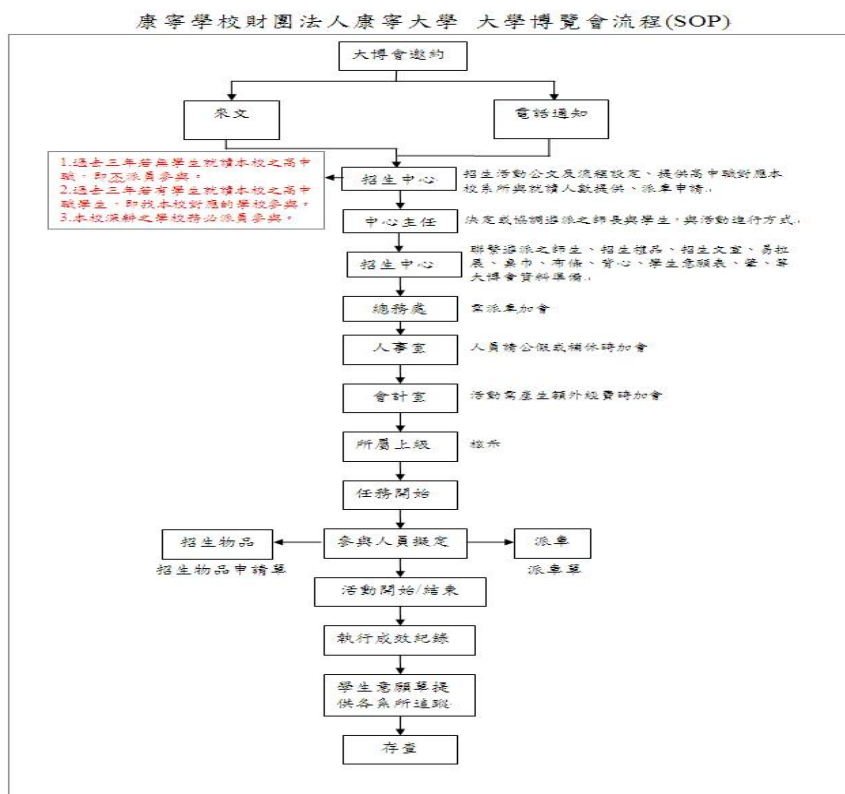 康寧學校財團法人康寧大學 大學博覽會流程(SOP)
大博會邀約
來文
電話通知
1.過去三年若無學生就讀本校之高中
職，即不派員參與。
2.過去三年若有學生就讀本校之高中
職學生，即找本校對應的學校參與。
3.本校深耕之學校務必派員參與。
招生中心
招生活動公文及流程設定、提供高中職對應本
校系所與就讀人數提供、派車申請。
中心主任
決定或協調遴派之師長與學生，與活動進行方式。
招生中心
聯繫遴派之師生、招生禮品、招生文宣、易拉
展、桌巾、布條、背心、學生意願表、筆、等
大博會資料準備。
總務處
需派車加會
人事室
人員請公假或補休時加會
會計室
活動需產生額外經費時加會
所屬上級
核示
任務開始
招生物品
招生物品申請單
參與人員擬定
派車
派車單
活動開始/結束
執行成效紀錄
學生意願單提
供各系所追蹤
存查